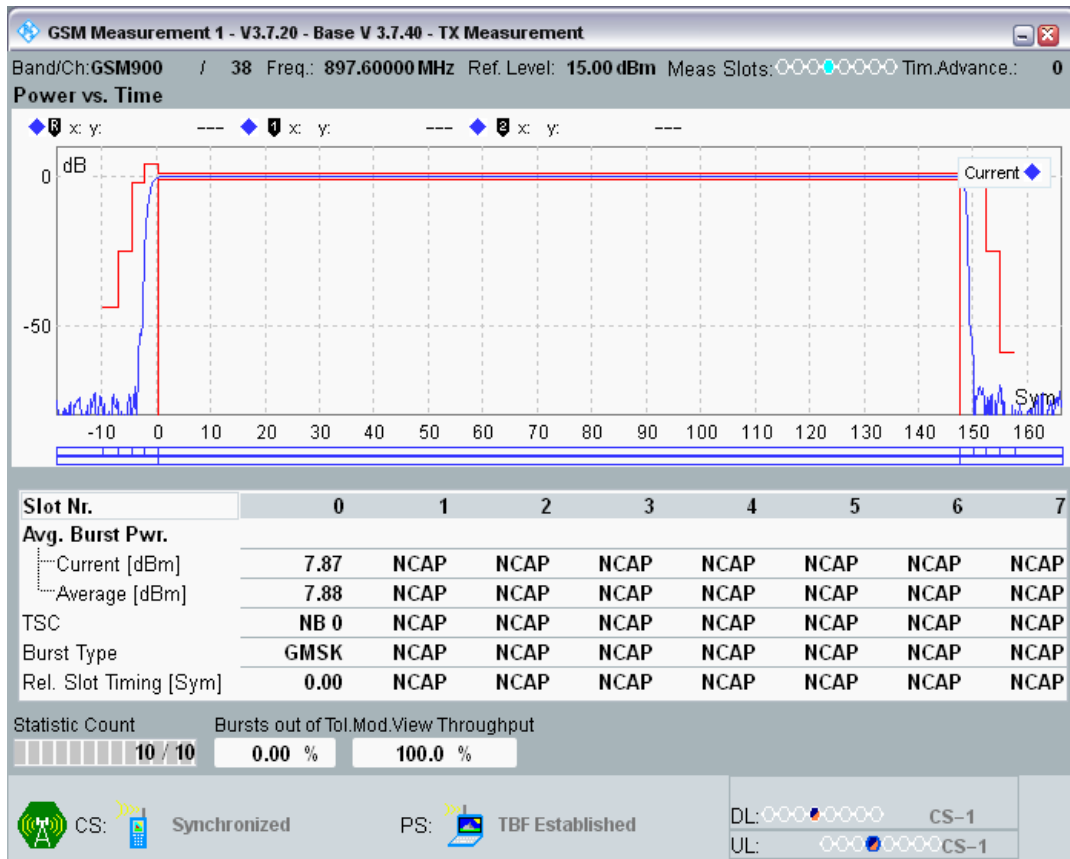 GSM Measurement 1 - V3.7.20 - Base V 3.7.40 - TX Measurement
Band/Ch:GSM900 / 38 Freq.: 897.60000 MHz Ref. Level: 15.00 dBm Meas Slots: Tim.Advance.: 0
Power vs. Time
R x: y: --- 1 x: y: --- 2 x: y: ---
dB
Current
0
-50
Sym
-10 0 10 20 30 40 50 60 70 80 90 100 110 120 130 140 150 160
Slot Nr. 0 1 2 3 4 5 6 7
Avg. Burst Pwr.
Current [dBm] 7.87 NCAP NCAP NCAP NCAP NCAP NCAP NCAP
Average [dBm] 7.88 NCAP NCAP NCAP NCAP NCAP NCAP NCAP
TSC NB 0 NCAP NCAP NCAP NCAP NCAP NCAP NCAP
Burst Type GMSK NCAP NCAP NCAP NCAP NCAP NCAP NCAP
Rel. Slot Timing [Sym] 0.00 NCAP NCAP NCAP NCAP NCAP NCAP NCAP
Statistic Count Bursts out of Tol.Mod.View Throughput
10 / 10 0.00 % 100.0 %
CS: Synchronized PS: TBF Established
DL: CS-1
UL: CS-1